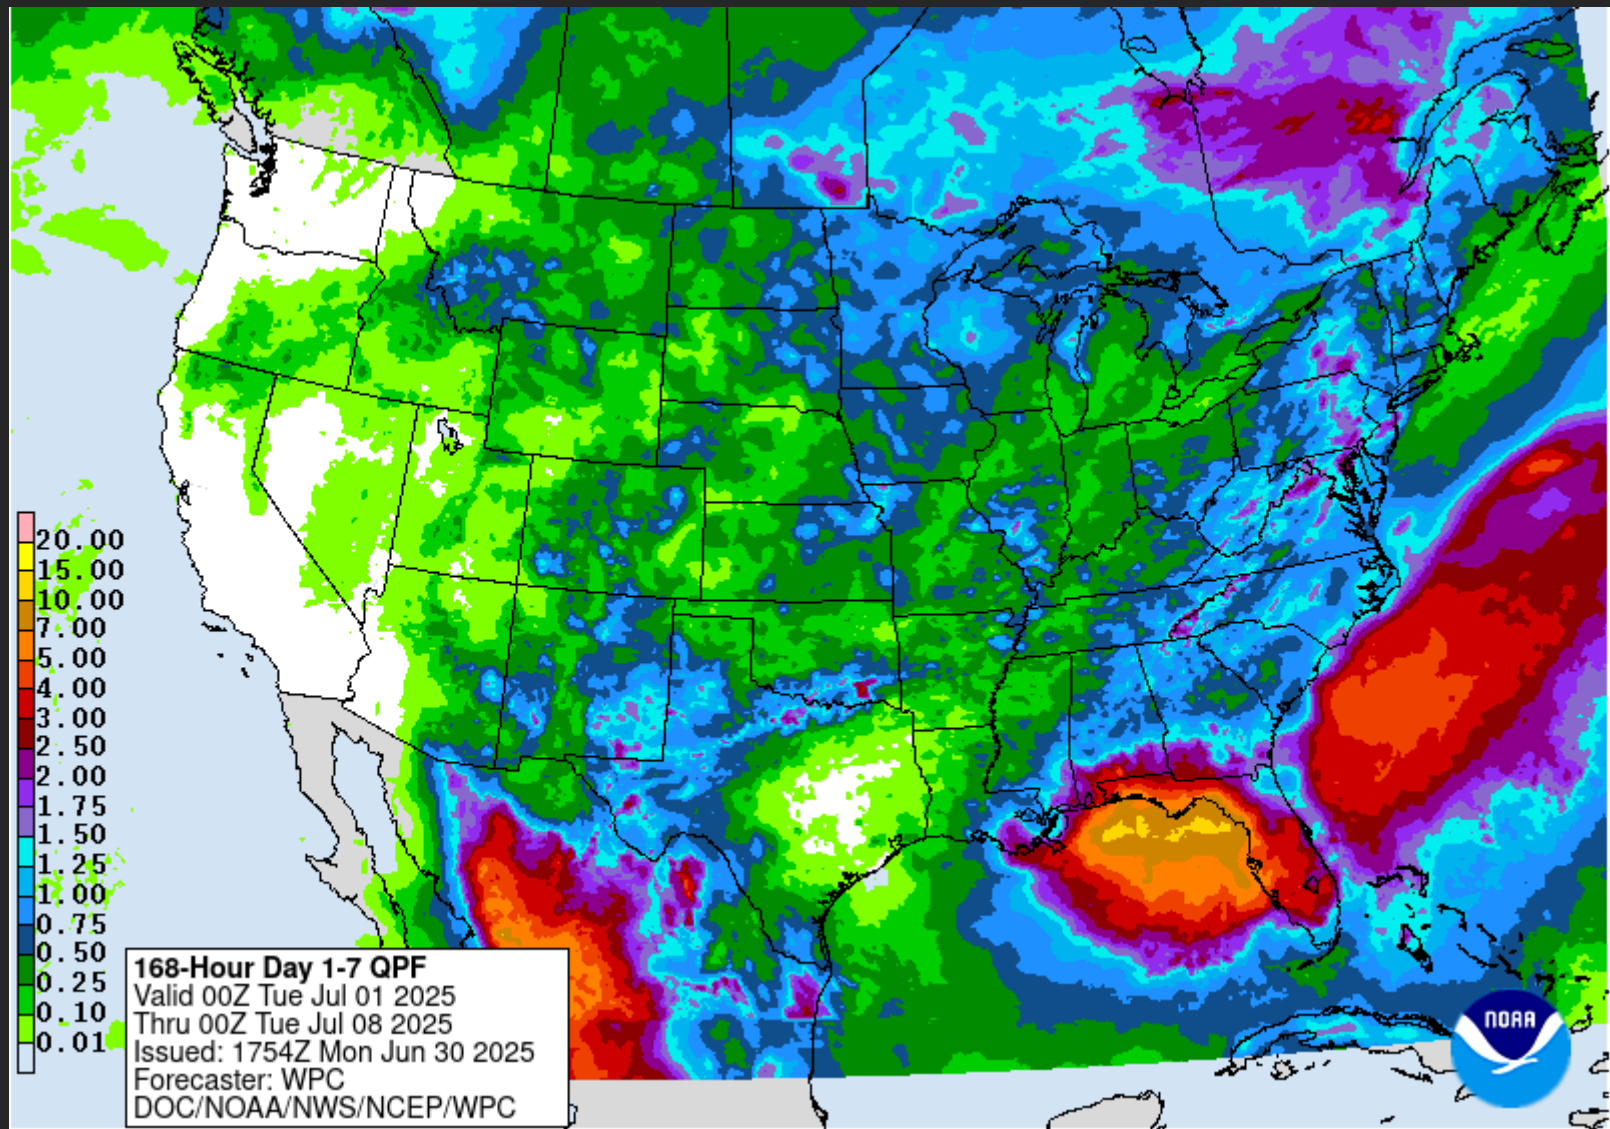 20.00
15.00
10.00
7.00
5.00
4.00
3.00
2.50
2.00
1.75
1.50
1.25
1.00
0.75
0.50
0.25
0.10
0.01
168-Hour Day 1-7 QPF
Valid 00Z Tue Jul 01 2025
Thru 00Z Tue Jul 08 2025
Issued: 1754Z Mon Jun 30 2025
Forecaster: WPC
DOC/NOAA/NWS/NCEP/WPC
NOAA